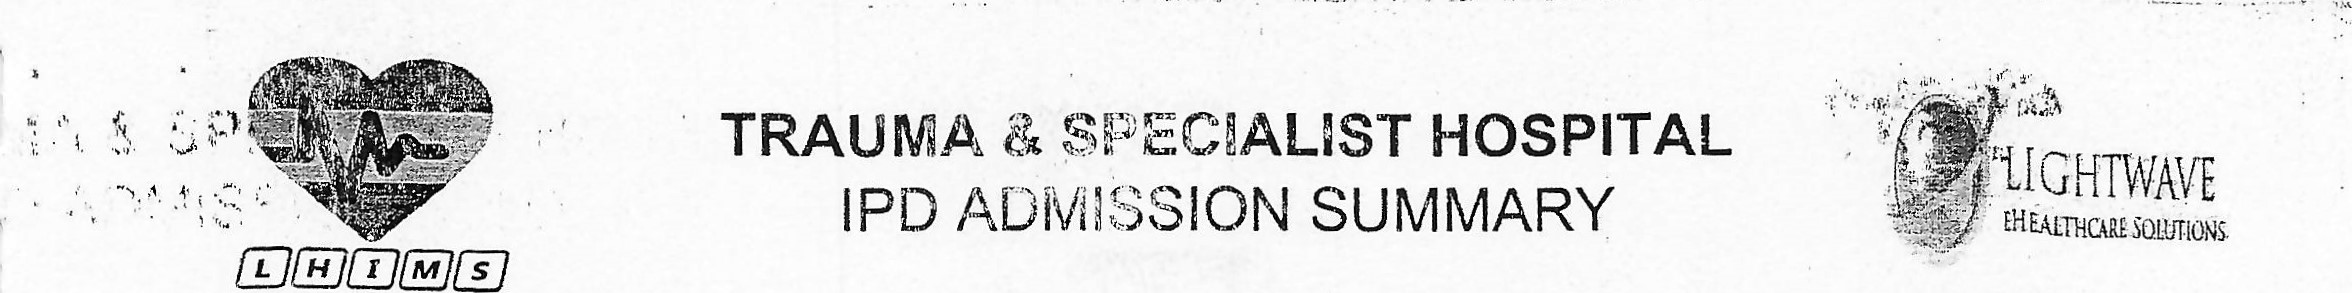 TRAUMA & SPECIALIST HOSPITAL
IPD ADMISSION SUMMARY
LHIMS
LIGHTWAVE
EHEALTHCARE SOLUTIONS